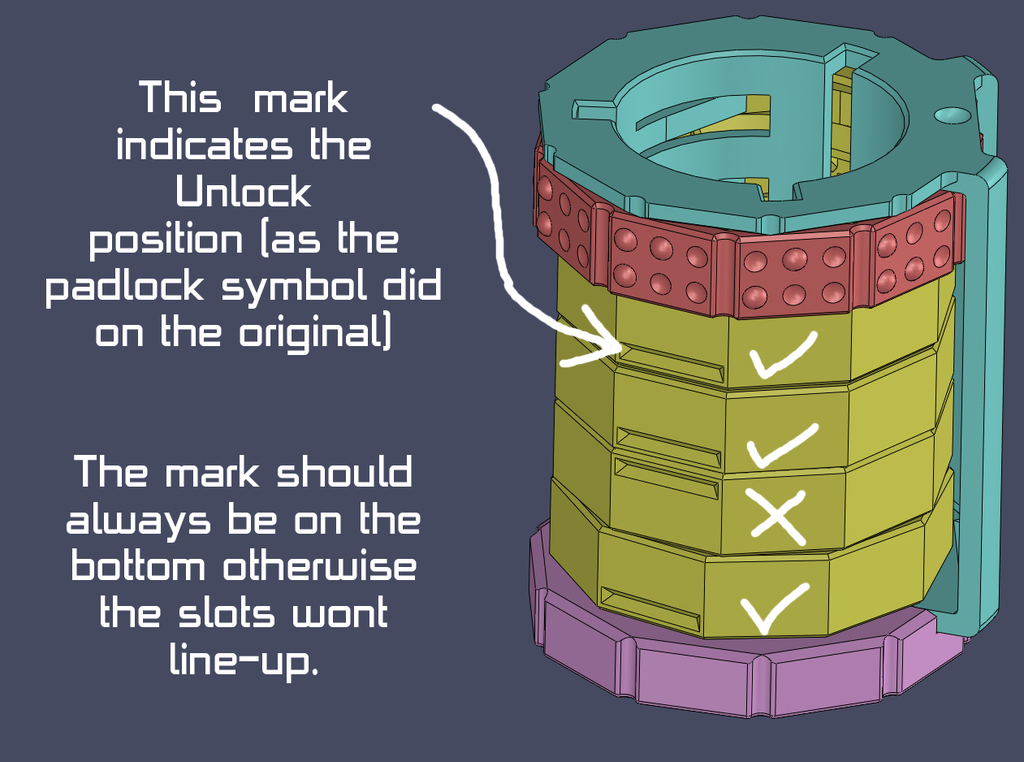 This mark
indicates the
Unlock
position (as the
padlock symbol did
on the original)
The mark should
always be on the
bottom otherwise
the slots wont
line-up.